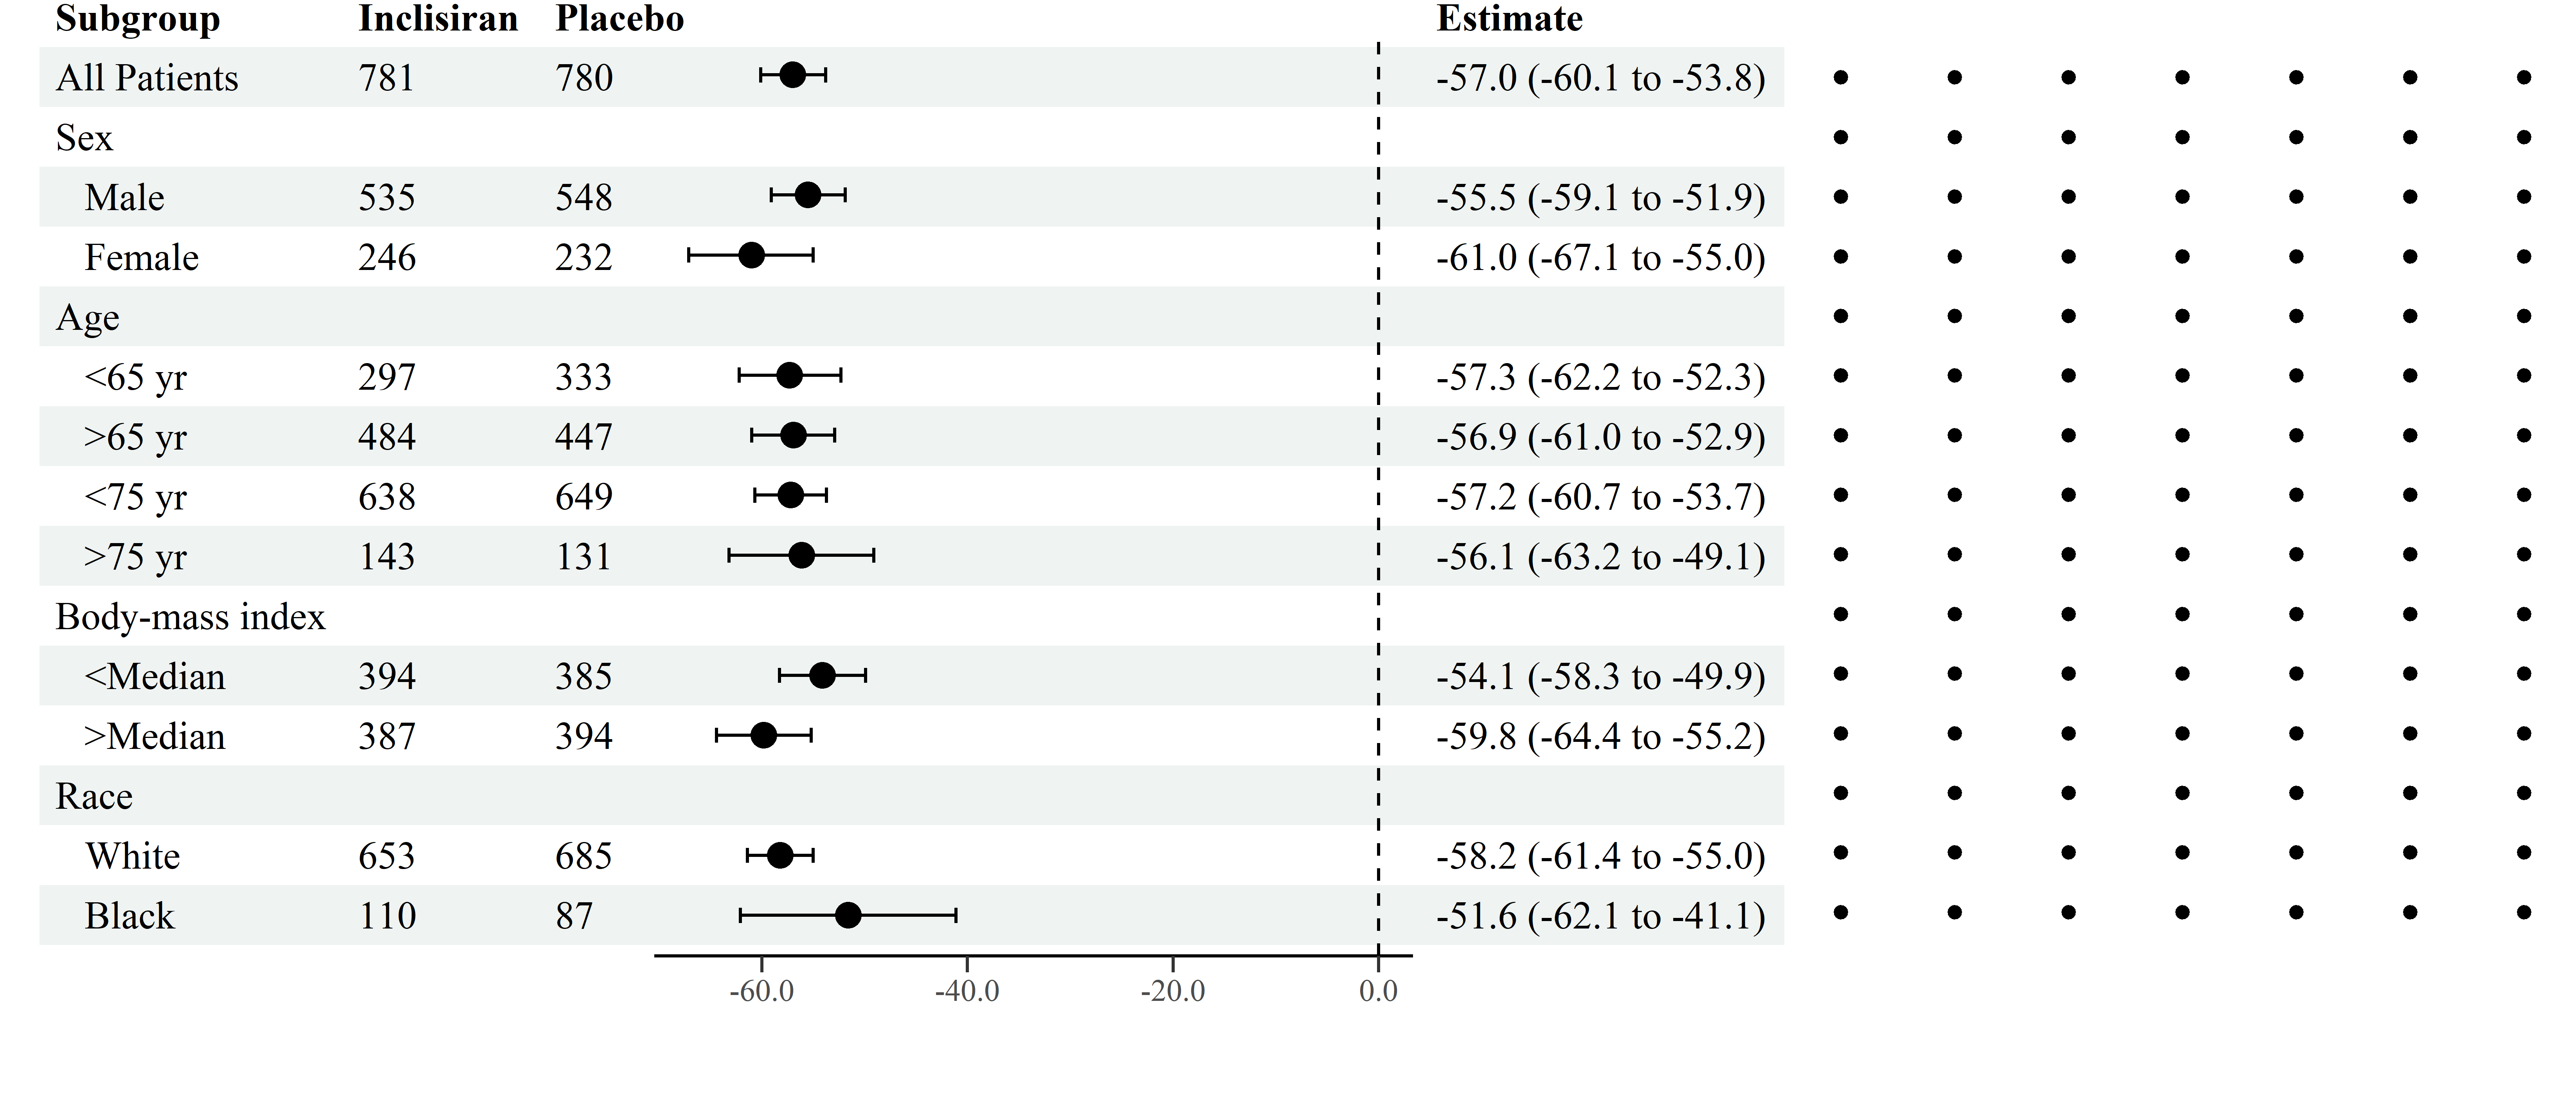 Subgroup Inclisiran Placebo Estimate
All Patients 781 780 -57.0 (-60.1 to -53.8)
Sex
Male 535 548 -55.5 (-59.1 to -51.9)
Female 246 232 -61.0 (-67.1 to -55.0)
Age
<65 yr 297 333 -57.3 (-62.2 to -52.3)
>65 yr 484 447 -56.9 (-61.0 to -52.9)
<75 yr 638 649 -57.2 (-60.7 to -53.7)
>75 yr 143 131 -56.1 (-63.2 to -49.1)
Body-mass index
<Median 394 385 -54.1 (-58.3 to -49.9)
>Median 387 394 -59.8 (-64.4 to -55.2)
Race
White 653 685 -58.2 (-61.4 to -55.0)
Black 110 87 -51.6 (-62.1 to -41.1)
-60.0 -40.0 -20.0 0.0